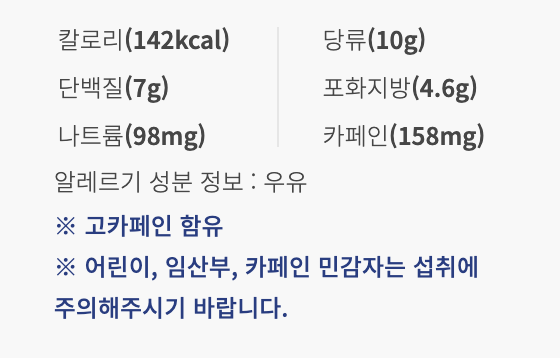 칼로리(142kcal) 당류(10g)
단백질(7g) 포화지방(4.6g)
나트륨(98mg) 카페인(158mg)
알레르기 성분 정보 : 우유
※ 고카페인 함유
※ 어린이, 임산부, 카페인 민감자는 섭취에
주의해주시기 바랍니다.